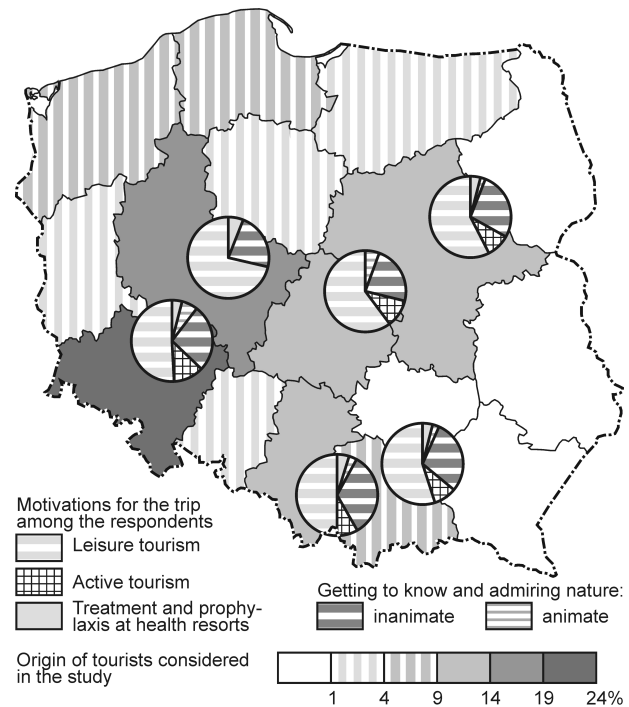 Motivations for the trip
among the respondents
Leisure tourism
Active tourism
Treatment and prophy-
laxis at health resorts
Getting to know and admiring nature:
inanimate
animate
Origin of tourists considered
in the study
1 4 9 14 19 24%